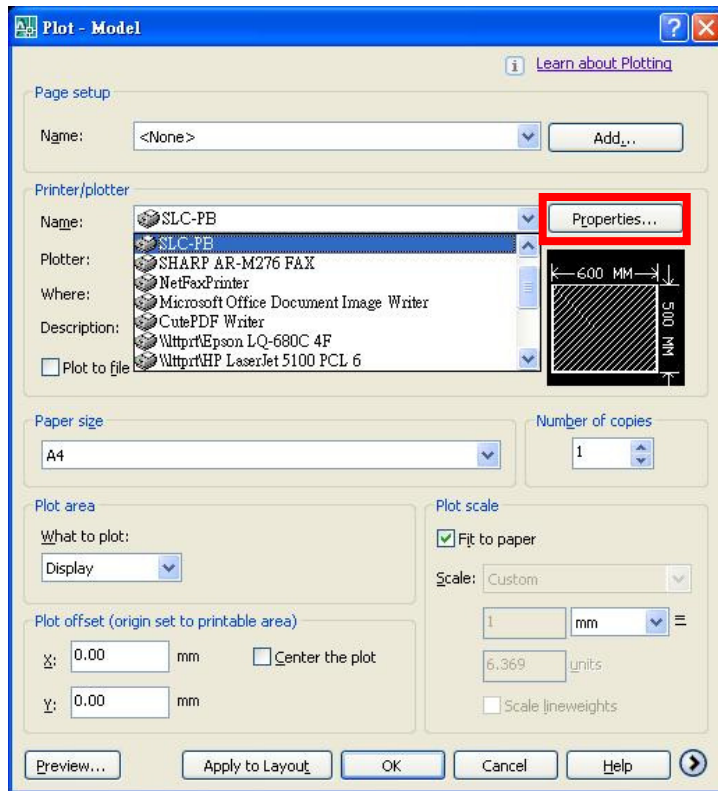 Plot - Model
Learn about Plotting
Page setup
Name: <None> Add...
Printer/plotter
Name: SLC-PB Properties...
SLC-PB
SHARP AR-M276 FAX
NetFaxPrinter
Microsoft Office Document Image Writer
CutePDF Writer
\\lttprt\Epson LQ-680C 4F
\\lttprt\HP LaserJet 5100 PCL 6
Plotter:
Where:
Description:
Plot to file
600 MM
500 MM
Paper size
A4
Number of copies
1
Plot area
What to plot:
Display
Plot scale
Fit to paper
Scale: Custom
1 mm =
6.369 units
Scale lineweights
Plot offset (origin set to printable area)
X: 0.00 mm Center the plot
Y: 0.00 mm
Preview... Apply to Layout OK Cancel Help